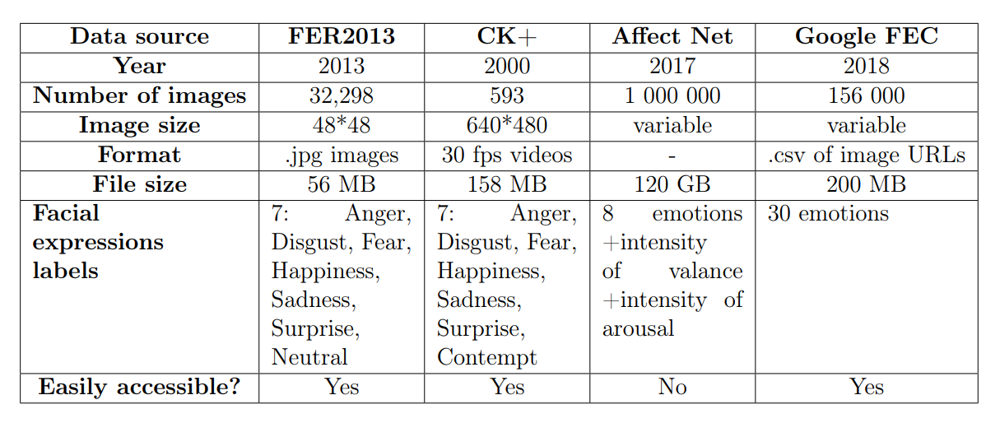 Data source FER2013 CK+ Affect Net Google FEC
Year 2013 2000 2017 2018
Number of images 32,298 593 1 000 000 156 000
Image size 48*48 640*480 variable variable
Format .jpg images 30 fps videos - .csv of image URLs
File size 56 MB 158 MB 120 GB 200 MB
Facial 7: Anger, 7: Anger, 8 emotions 30 emotions
expressions Disgust, Fear, Disgust, Fear, +intensity
labels Happiness, Happiness, of valance
Sadness, Sadness, +intensity of
Surprise, Surprise, arousal
Neutral Contempt
Easily accessible? Yes Yes No Yes